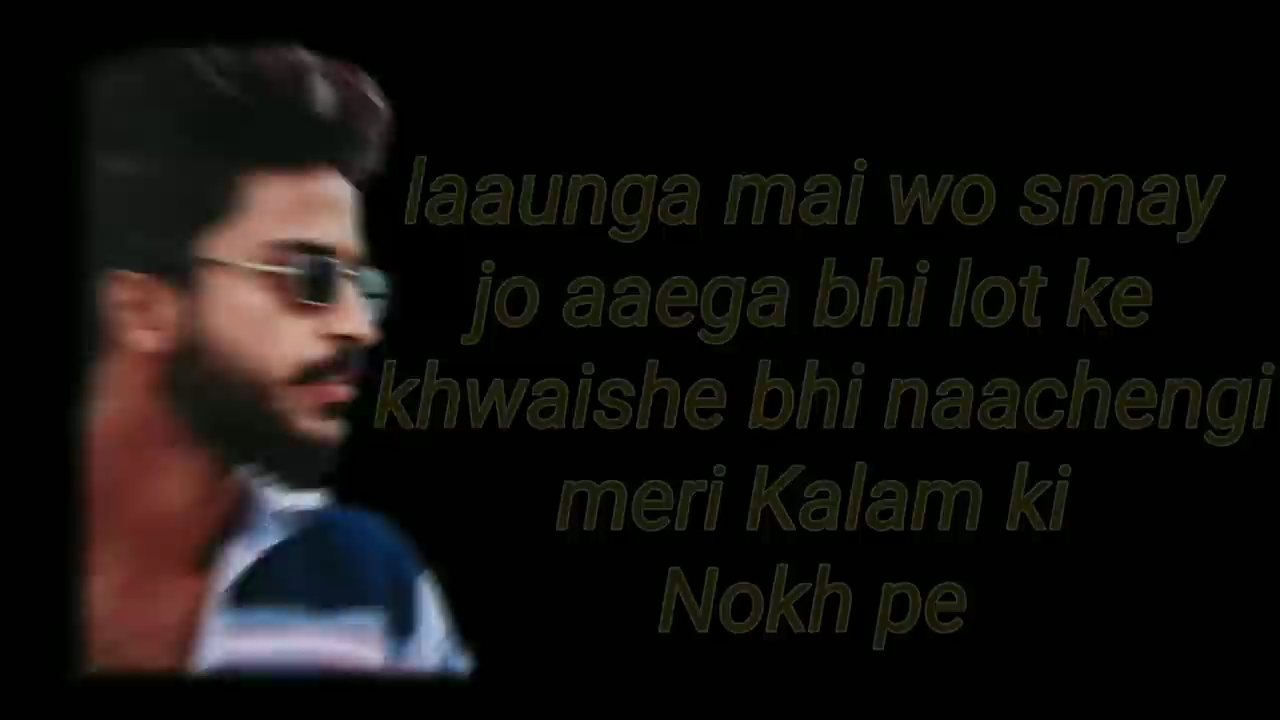 laaunga mai wo smay
jo aaega bhi lot ke
khwaishe bhi naachengi
meri Kalam ki
Nokh pe